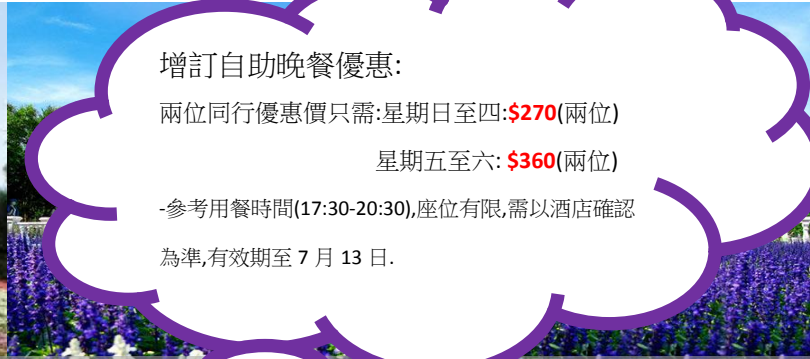 增訂自助晚餐優惠:
兩位同行優惠價只需:星期日至四:$270(兩位)
星期五至六: $360(兩位)
-參考用餐時間(17:30-20:30),座位有限,需以酒店確認
為準,有效期至 7 月 13 日.